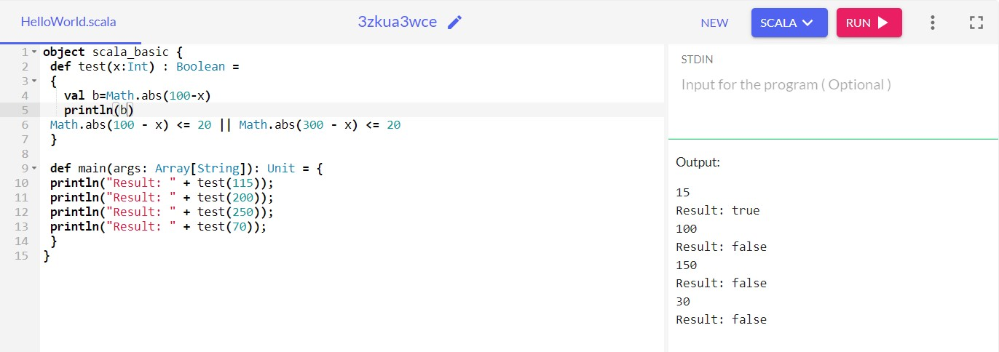 HelloWorld.scala 3zkua3wce NEW SCALA RUN
1 object scala_basic {
2 def test(x:Int) : Boolean =
3 {
4 val b=Math.abs(100-x)
5 println(b)
6 Math.abs(100 - x) <= 20 || Math.abs(300 - x) <= 20
7 }
8
9 def main(args: Array[String]): Unit = {
10 println("Result: " + test(115));
11 println("Result: " + test(200));
12 println("Result: " + test(250));
13 println("Result: " + test(70));
14 }
15 }
STDIN
Input for the program ( Optional )
Output:
15
Result: true
100
Result: false
150
Result: false
30
Result: false